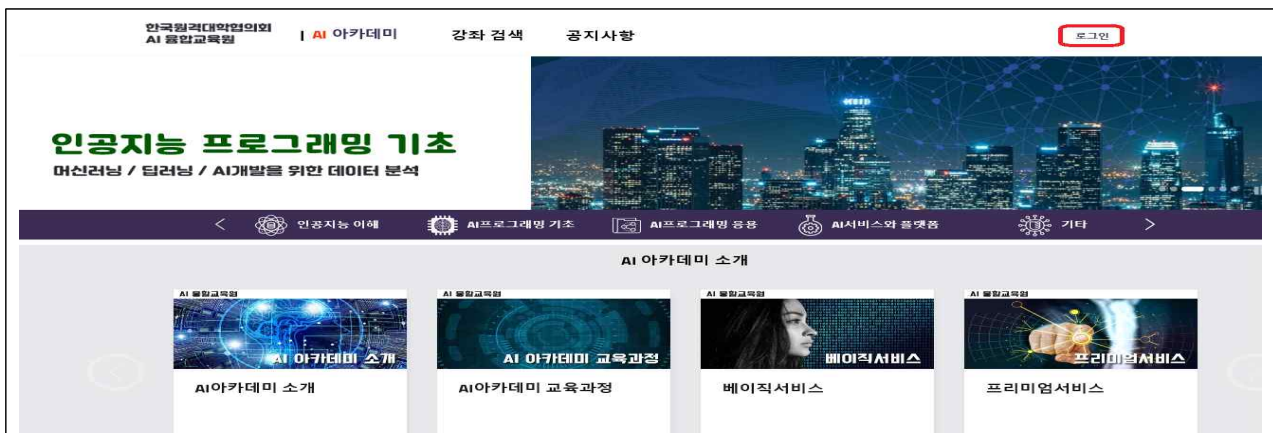 한국원격대학협의회
AI 융합교육원
| AI 아카데미
강좌 검색
공지사항
로그인
인공지능 프로그래밍 기초
머신러닝 / 딥러닝 / AI개발을 위한 데이터 분석
< 인공지능 이해 AI프로그래밍 기초 AI프로그래밍 응용 AI서비스와 플랫폼 기타 >
AI 아카데미 소개
AI 융합교육원
AI 아카데미 소개
AI아카데미 소개
AI 융합교육원
AI 아카데미 교육과정
AI아카데미 교육과정
AI 융합교육원
베이직서비스
베이직서비스
AI 융합교육원
프리미엄서비스
프리미엄서비스